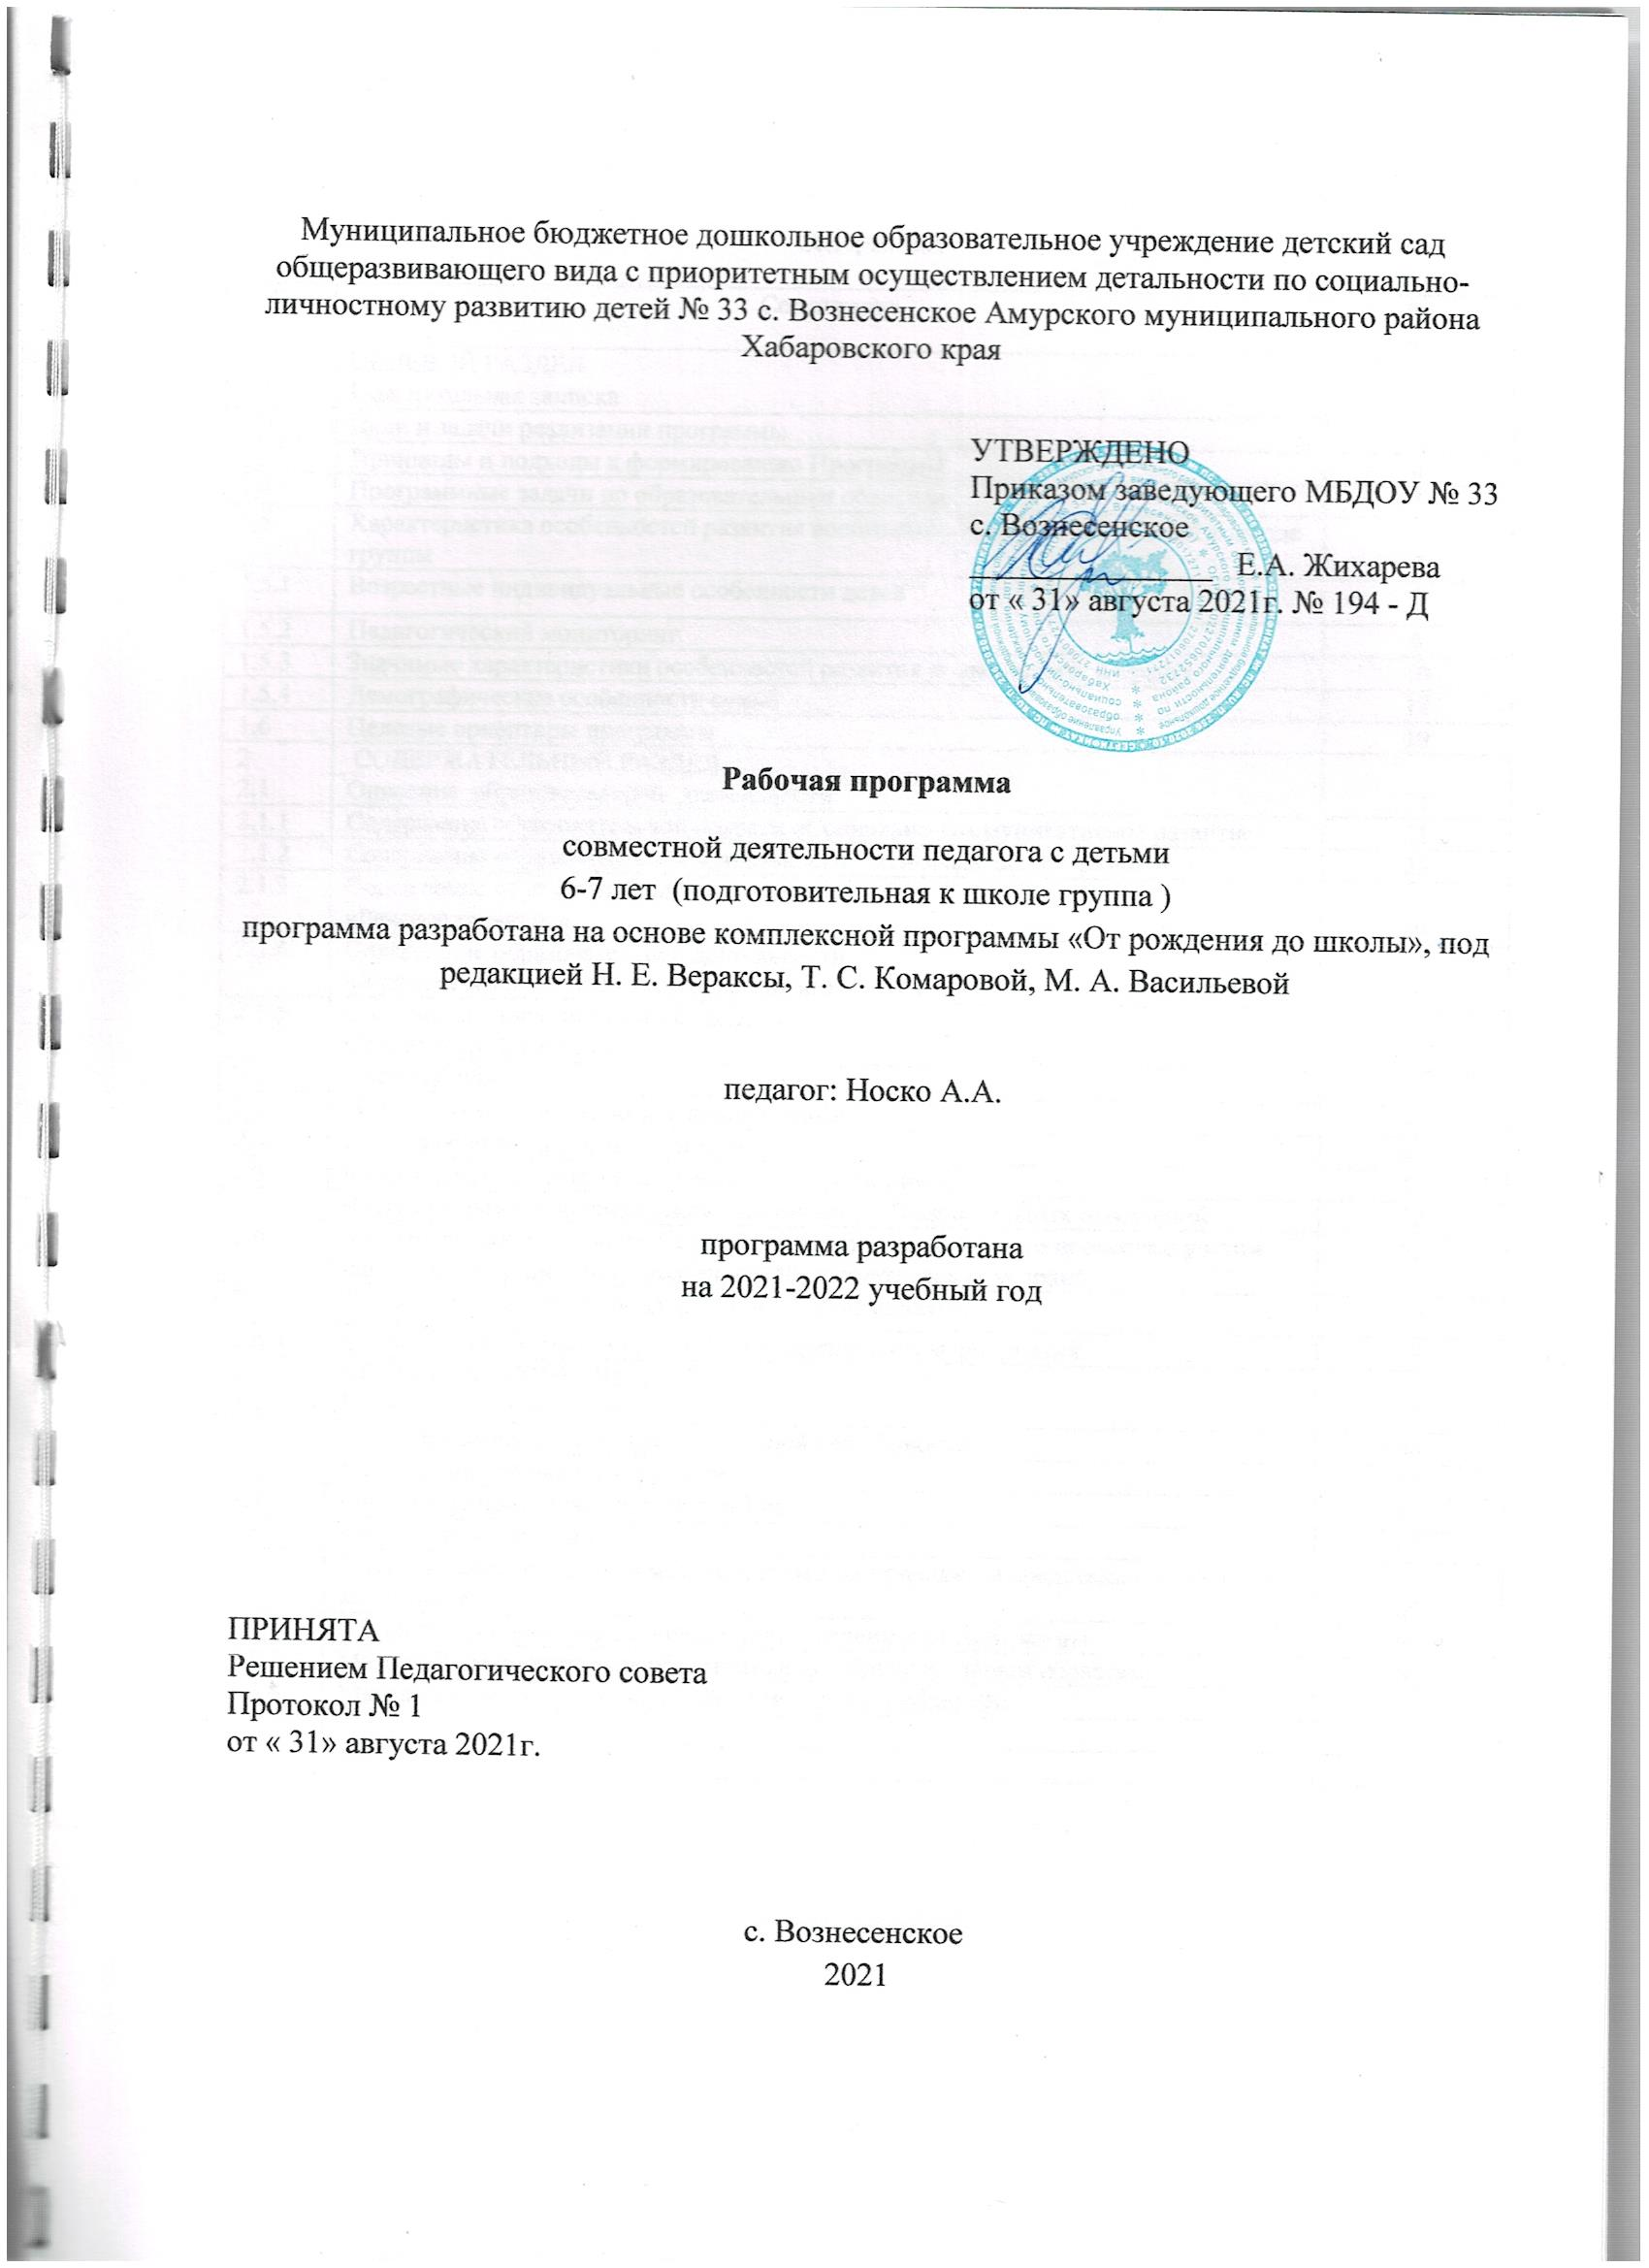 Муниципальное бюджетное дошкольное образовательное учреждение детский сад
общеразвивающего вида с приоритетным осуществлением детальности по социально-
личностному развитию детей № 33 с. Вознесенское Амурского муниципального района
Хабаровского края
УТВЕРЖДЕНО
Приказом заведующего МБДОУ № 33
с. Вознесенское
Е.А. Жихарева
от « 31» августа 2021г. № 194 - Д
Рабочая программа
совместной деятельности педагога с детьми
6-7 лет (подготовительная к школе группа )
программа разработана на основе комплексной программы «От рождения до школы», под
редакцией Н. Е. Вераксы, Т. С. Комаровой, М. А. Васильевой
педагог: Носко А.А.
программа разработана
на 2021-2022 учебный год
ПРИНЯТА
Решением Педагогического совета
Протокол № 1
от « 31» августа 2021г.
с. Вознесенское
2021